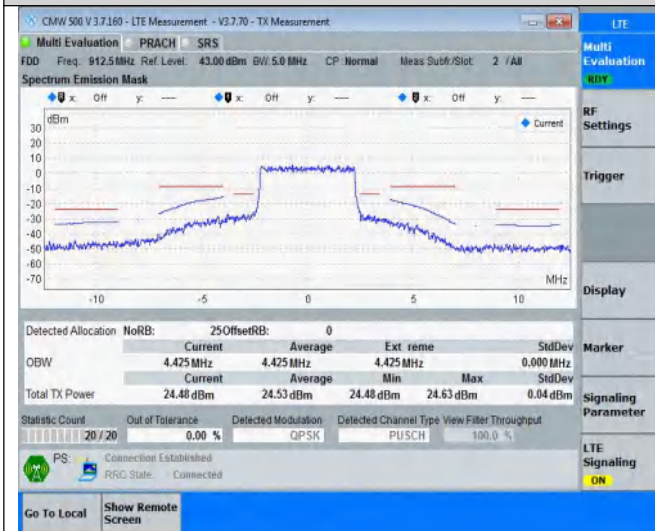 CMW 500 V 3.7.160 - LTE Measurement - V3.7.70 - TX Measurement
LTE
Multi Evaluation PRACH SRS
Multi Evaluation
RDY
FDD Freq: 912.5 MHz Ref. Level: 43.00 dBm BW: 5.0 MHz CP: Normal Meas Subfr./Slot: 2 / All
Spectrum Emission Mask
x: Off y: --- x: Off y: --- x: Off y: ---
dBm
Current
30
20
10
0
-10
-20
-30
-40
-50
-60
-70
MHz
-10 -5 0 5 10
RF Settings
Trigger
Display
Marker
Signaling Parameter
LTE Signaling
ON
Detected Allocation NoRB: 25 OffsetRB: 0
Current Average Ext reme StdDev
OBW 4.425 MHz 4.425 MHz 4.425 MHz 0.000 MHz
Current Average Min Max StdDev
Total TX Power 24.48 dBm 24.53 dBm 24.48 dBm 24.63 dBm 0.04 dBm
Statistic Count Out of Tolerance Detected Modulation Detected Channel Type View Filter Throughput
20 / 20 0.00 % QPSK PUSCH 100.0 %
PS: Connection Established
RRC State: Connected
Go To Local Show Remote Screen